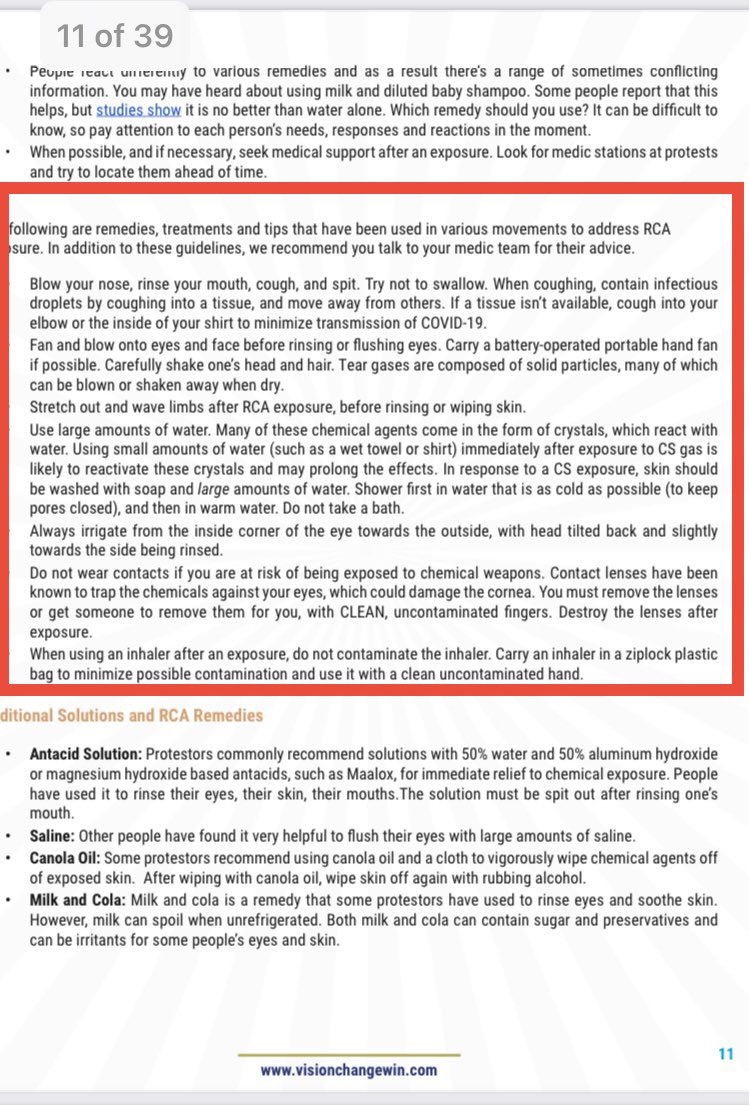 11 of 39
People react differently to various remedies and as a result there's a range of sometimes conflicting
information. You may have heard about using milk and diluted baby shampoo. Some people report that this
helps, but studies show it is no better than water alone. Which remedy should you use? It can be difficult to
know, so pay attention to each person's needs, responses and reactions in the moment.
When possible, and if necessary, seek medical support after an exposure. Look for medic stations at protests
and try to locate them ahead of time.
following are remedies, treatments and tips that have been used in various movements to address RCA
osure. In addition to these guidelines, we recommend you talk to your medic team for their advice.
Blow your nose, rinse your mouth, cough, and spit. Try not to swallow. When coughing, contain infectious
droplets by coughing into a tissue, and move away from others. If a tissue isn't available, cough into your
elbow or the inside of your shirt to minimize transmission of COVID-19.
Fan and blow onto eyes and face before rinsing or flushing eyes. Carry a battery-operated portable hand fan
if possible. Carefully shake one's head and hair. Tear gases are composed of solid particles, many of which
can be blown or shaken away when dry.
Stretch out and wave limbs after RCA exposure, before rinsing or wiping skin.
Use large amounts of water. Many of these chemical agents come in the form of crystals, which react with
water. Using small amounts of water (such as a wet towel or shirt) immediately after exposure to CS gas is
likely to reactivate these crystals and may prolong the effects. In response to a CS exposure, skin should
be washed with soap and large amounts of water. Shower first in water that is as cold as possible (to keep
pores closed), and then in warm water. Do not take a bath.
Always irrigate from the inside corner of the eye towards the outside, with head tilted back and slightly
towards the side being rinsed.
Do not wear contacts if you are at risk of being exposed to chemical weapons. Contact lenses have been
known to trap the chemicals against your eyes, which could damage the cornea. You must remove the lenses
or get someone to remove them for you, with CLEAN, uncontaminated fingers. Destroy the lenses after
exposure.
When using an inhaler after an exposure, do not contaminate the inhaler. Carry an inhaler in a ziplock plastic
bag to minimize possible contamination and use it with a clean uncontaminated hand.
ditional Solutions and RCA Remedies
Antacid Solution: Protestors commonly recommend solutions with 50% water and 50% aluminum hydroxide
or magnesium hydroxide based antacids, such as Maalox, for immediate relief to chemical exposure. People
have used it to rinse their eyes, their skin, their mouths.The solution must be spit out after rinsing one's
mouth.
Saline: Other people have found it very helpful to flush their eyes with large amounts of saline.
Canola Oil: Some protestors recommend using canola oil and a cloth to vigorously wipe chemical agents off
of exposed skin. After wiping with canola oil, wipe skin off again with rubbing alcohol.
Milk and Cola: Milk and cola is a remedy that some protestors have used to rinse eyes and soothe skin.
However, milk can spoil when unrefrigerated. Both milk and cola can contain sugar and preservatives and
can be irritants for some people's eyes and skin.
11
www.visionchangewin.com